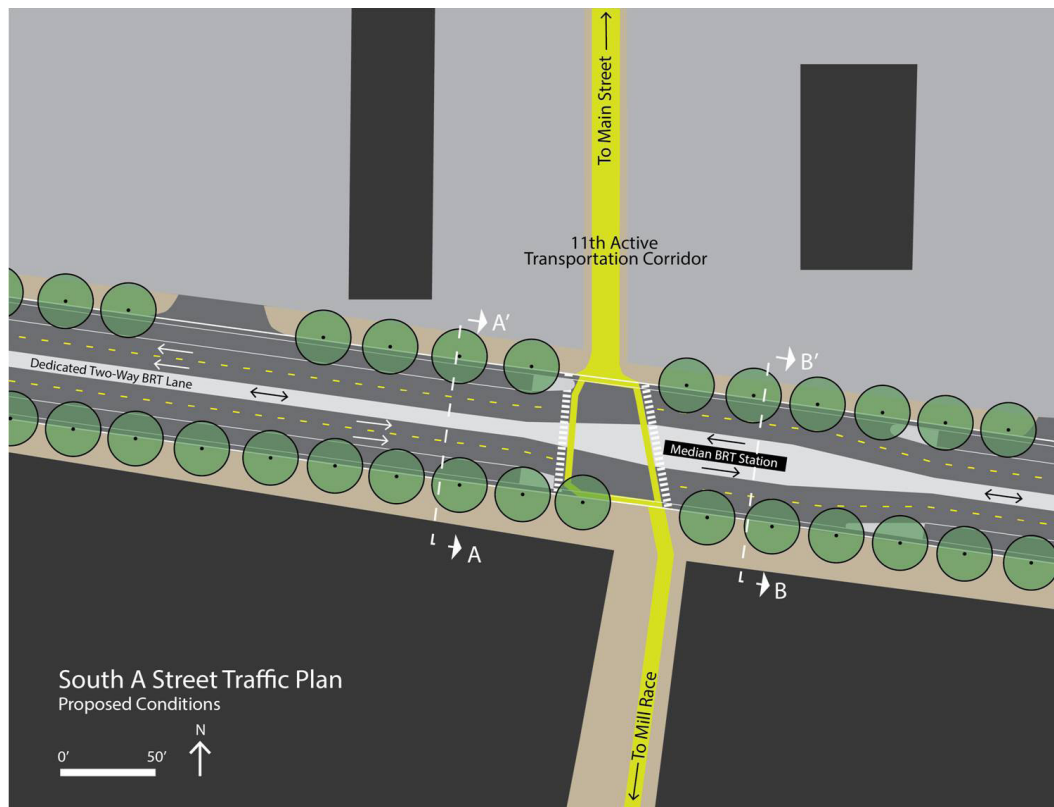 To Main Street
11th Active
Transportation Corridor
A'
B'
Dedicated Two-Way BRT Lane
Median BRT Station
A
B
To Mill Race
South A Street Traffic Plan
Proposed Conditions
N
0' 50'